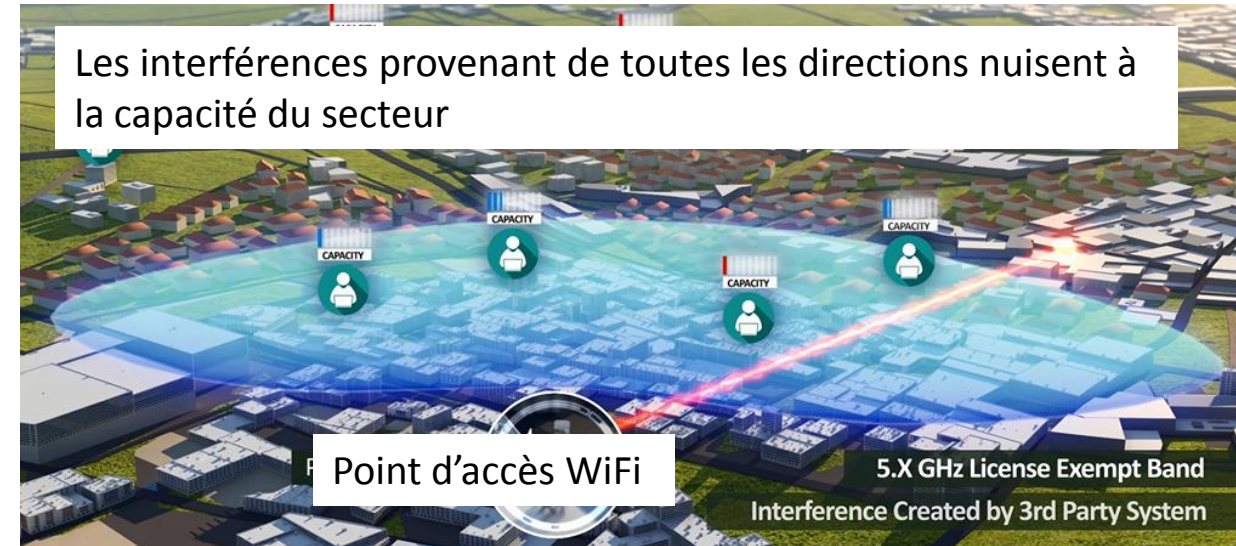 Les interférences provenant de toutes les directions nuisent à
la capacité du secteur
CAPACITY
CAPACITY
CAPACITY
CAPACITY
Point d'accès WiFi
5.X GHz License Exempt Band
Interference Created by 3rd Party System